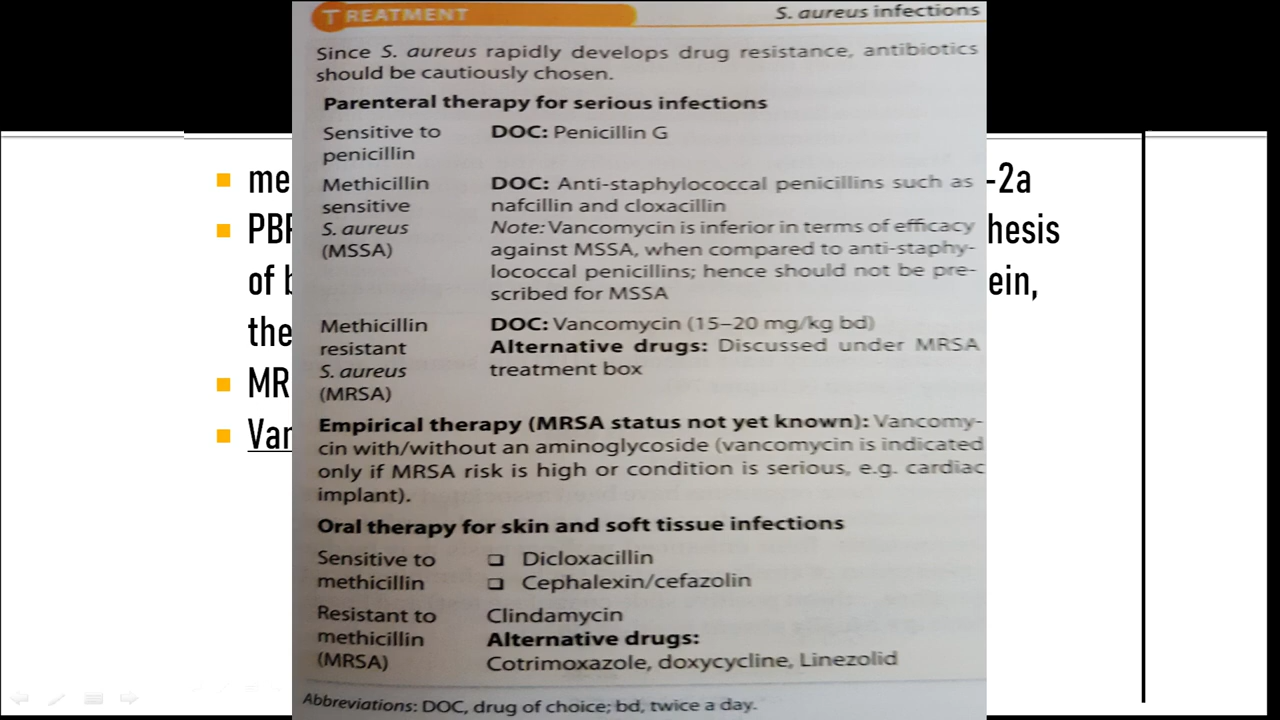 TREATMENT S. aureus infections
Since S. aureus rapidly develops drug resistance, antibiotics
should be cautiously chosen.
Parenteral therapy for serious infections
Sensitive to
penicillin
DOC: Penicillin G
Methicillin
sensitive
S. aureus
(MSSA)
DOC: Anti-staphylococcal penicillins such as
nafcillin and cloxacillin
Note: Vancomycin is inferior in terms of efficacy
against MSSA, when compared to anti-staphy-
lococcal penicillins; hence should not be pre-
scribed for MSSA
Methicillin
resistant
S. aureus
(MRSA)
DOC: Vancomycin (15–20 mg/kg bd)
Alternative drugs: Discussed under MRSA
treatment box
Empirical therapy (MRSA status not yet known): Vancomy-
cin with/without an aminoglycoside (vancomycin is indicated
only if MRSA risk is high or condition is serious, e.g. cardiac
implant).
Oral therapy for skin and soft tissue infections
Sensitive to
methicillin
❑ Dicloxacillin
❑ Cephalexin/cefazolin
Resistant to
methicillin
(MRSA)
Clindamycin
Alternative drugs:
Cotrimoxazole, doxycycline, Linezolid
Abbreviations: DOC, drug of choice; bd, twice a day.
me
-2a
PBP
hesis
of b
ein,
the
MR
Van